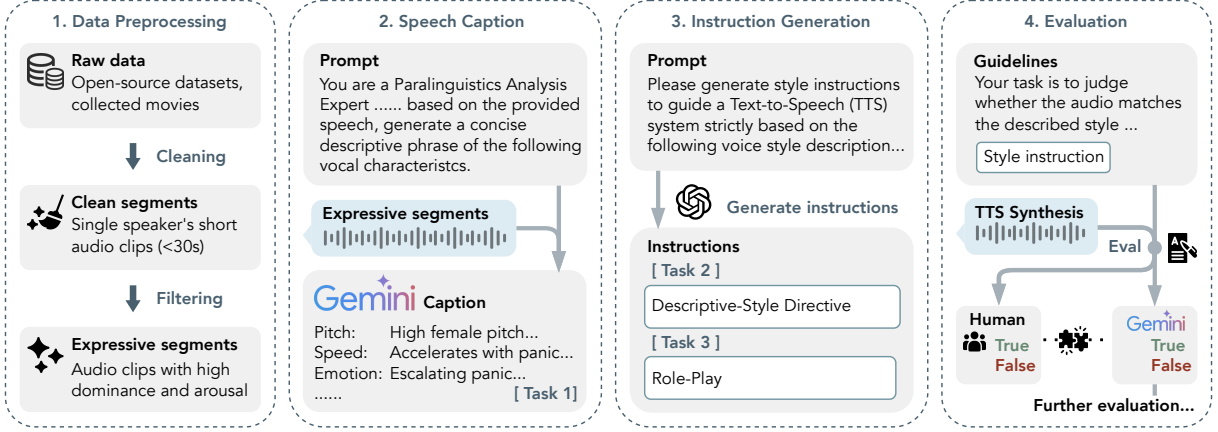 1. Data Preprocessing
Raw data
Open-source datasets,
collected movies
Cleaning
Clean segments
Single speaker's short
audio clips (<30s)
Filtering
Expressive segments
Audio clips with high
dominance and arousal
2. Speech Caption
Prompt
You are a Paralinguistics Analysis
Expert ...... based on the provided
speech, generate a concise
descriptive phrase of the following
vocal characteristcs.
Expressive segments
Gemini Caption
Pitch: High female pitch...
Speed: Accelerates with panic...
Emotion: Escalating panic...
......
[ Task 1]
3. Instruction Generation
Prompt
Please generate style instructions
to guide a Text-to-Speech (TTS)
system strictly based on the
following voice style description...
Generate instructions
Instructions
[ Task 2 ]
Descriptive-Style Directive
[ Task 3 ]
Role-Play
4. Evaluation
Guidelines
Your task is to judge
whether the audio matches
the described style ...
Style instruction
TTS Synthesis
Eval
A
Human
True
False
Gemini
True
False
Further evaluation...